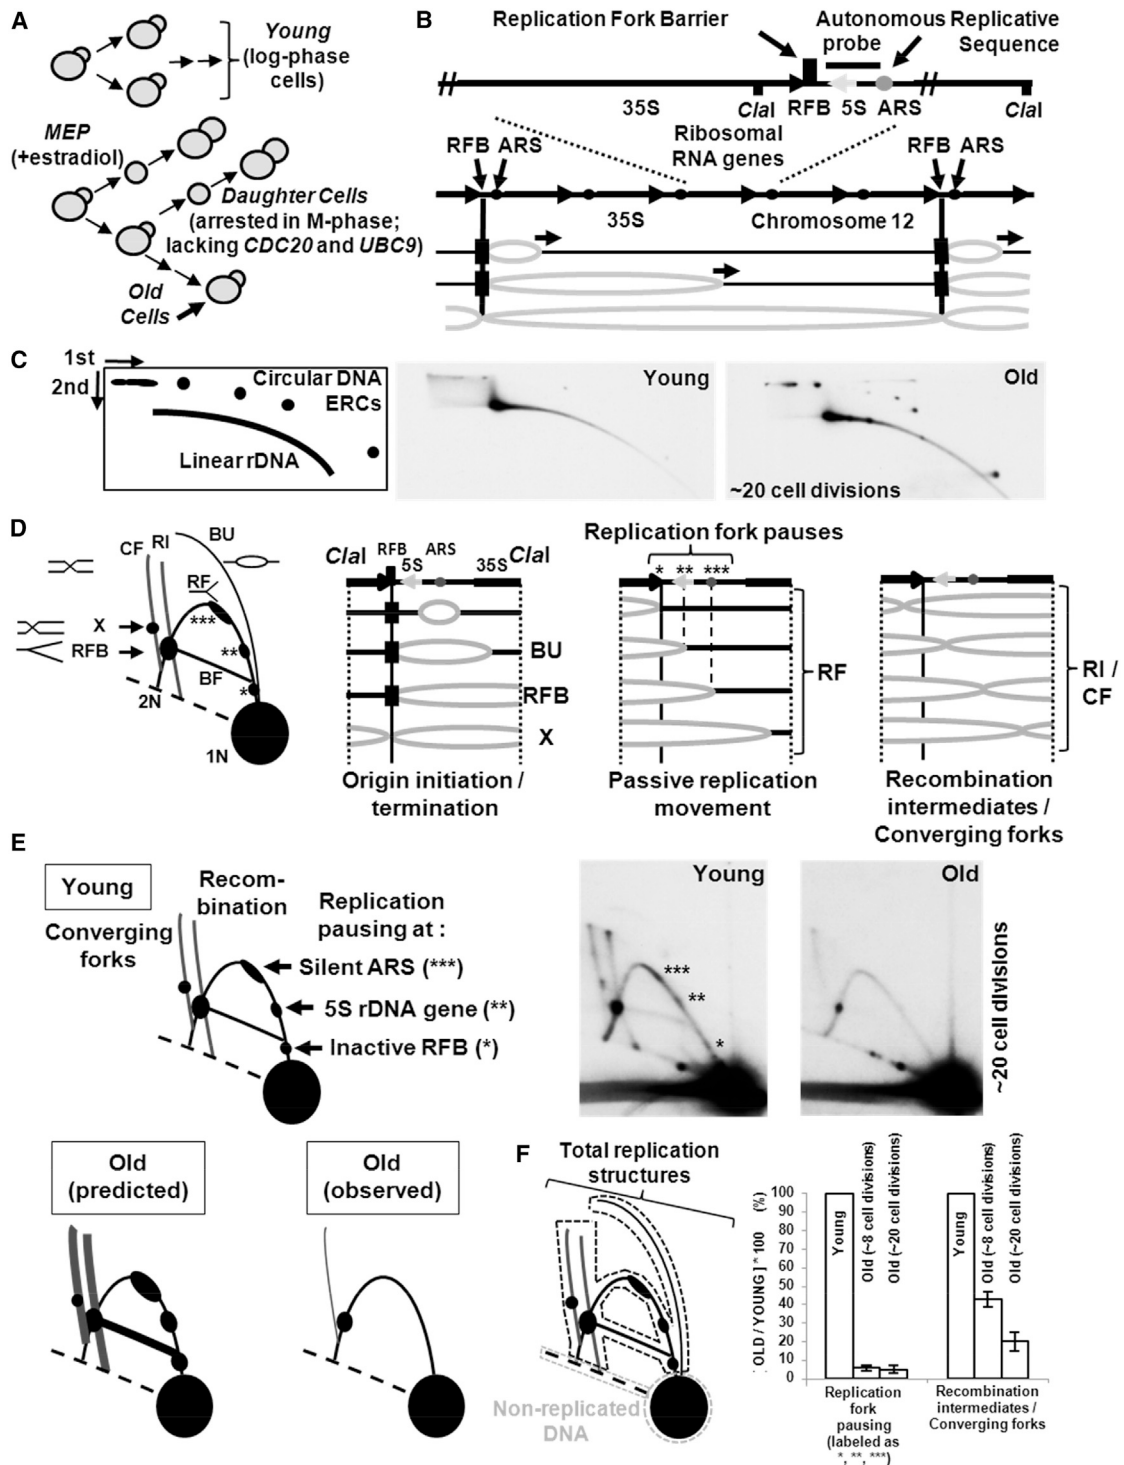 A
Young
(log-phase
cells)
MEP
(+estradiol)
Daughter Cells
(arrested in M-phase;
lacking CDC20 and UBC9)
Old
Cells
B
Replication Fork Barrier
Autonomous Replicative
probe Sequence
35S ClaI RFB 5S ARS ClaI
Ribosomal
RNA genes
RFB ARS RFB ARS
35S Chromosome 12
C
1st
2nd
Circular DNA
ERCs
Linear rDNA
Young
Old
~20 cell divisions
D
CF RI BU
RF
***
X
RFB
**
BF
*
2N
1N
ClaI RFB 5S ARS 35S ClaI
BU
RFB
X
Origin initiation /
termination
Replication fork pauses
* ** ***
RF
Passive replication
movement
RI /
CF
Recombination
intermediates /
Converging forks
E
Young
Converging
forks
Recom-
bination
Replication
pausing at :
Silent ARS (***)
5S rDNA gene (**)
Inactive RFB (*)
Young
***
**
*
Old
~20 cell divisions
Old
(predicted)
Old
(observed)
F
Total replication
structures
Non-replicated
DNA
[ OLD / YOUNG ] * 100 (%)
100
90
80
70
60
50
40
30
20
10
0
Young
Old (~8 cell divisions)
Old (~20 cell divisions)
Young
Old (~8 cell divisions)
Old (~20 cell divisions)
Replication
fork
pausing
(labeled as
*, **, ***)
Recombination
intermediates /
Converging forks